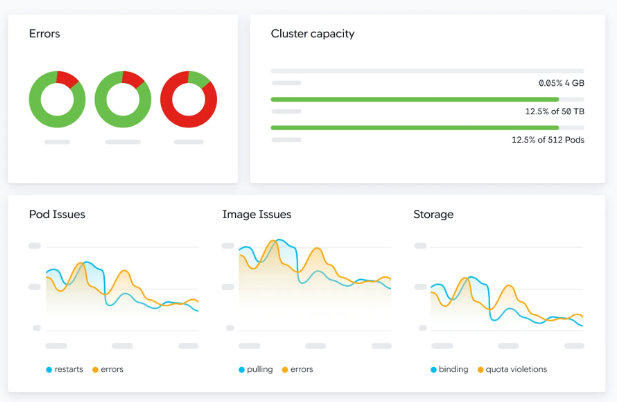 Errors
Cluster capacity
0.05% 4 GB
12.5% of 50 TB
12.5% of 512 Pods
Pod Issues
Image Issues
Storage
restarts errors
pulling errors
binding quota violetions